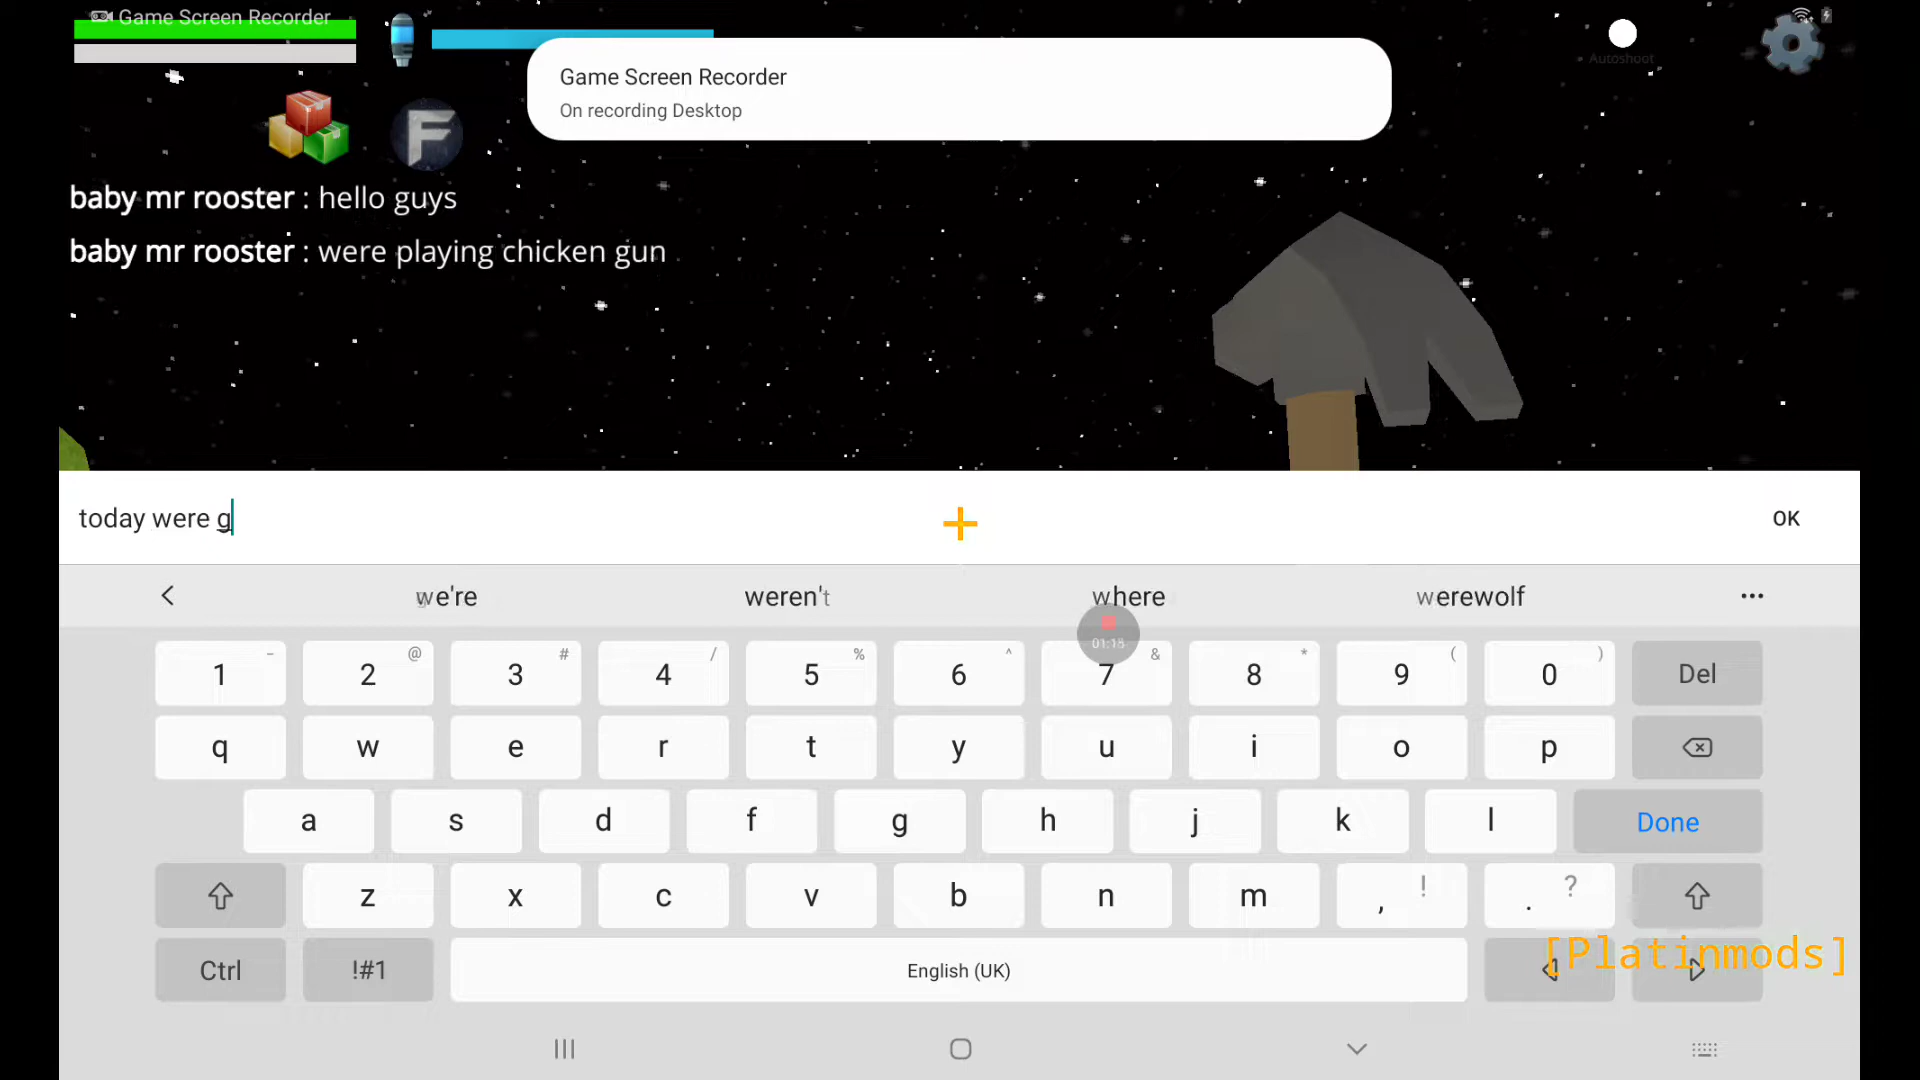 Game Screen Recorder
Game Screen Recorder
On recording Desktop
Autoshoot
F
baby mr rooster : hello guys
baby mr rooster : were playing chicken gun
today were g
OK
we're weren't where werewolf
01:18
1 - 2 @ 3 # 4 / 5 % 6 ^ 7 & 8 * 9 ( 0 ) Del
q w e r t y u i o p
a s d f g h j k l Done
z x c v b n m , ! . ?
[Platinmods]
Ctrl !#1 English (UK)